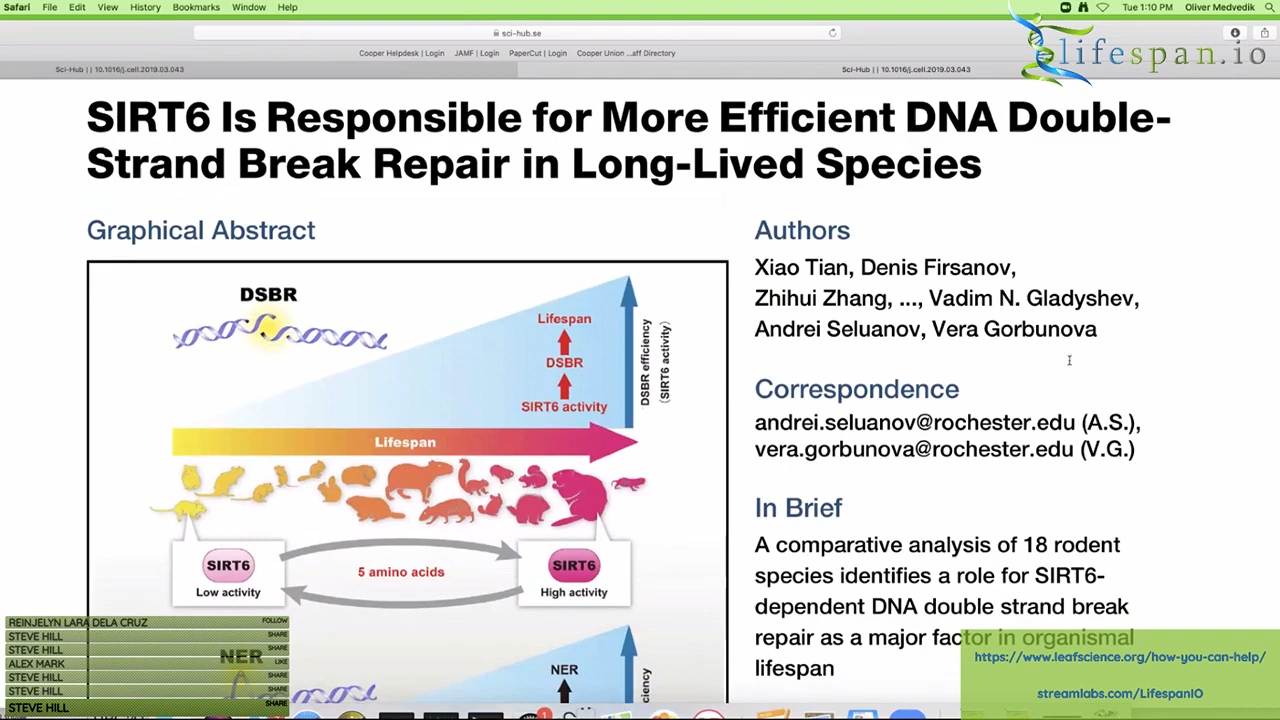 Safari File Edit View History Bookmarks Window Help
Tue 1:10 PM Oliver Medvedik
sci-hub.se
Cooper Helpdesk | Login JAMF | Login PaperCut | Login Cooper Union ...aff Directory
lifespan.io
Sci-Hub | | 10.1016/j.cell.2019.03.043
Sci-Hub | | 10.1016/j.cell.2019.03.043
SIRT6 Is Responsible for More Efficient DNA Double-
Strand Break Repair in Long-Lived Species
Graphical Abstract
DSBR
Lifespan
DSBR
SIRT6 activity
DSBR efficiency
(SIRT6 activity)
Lifespan
SIRT6
Low activity
5 amino acids
SIRT6
High activity
NER
NER
Authors
Xiao Tian, Denis Firsanov,
Zhihui Zhang, ..., Vadim N. Gladyshev,
Andrei Seluanov, Vera Gorbunova
Correspondence
andrei.seluanov@rochester.edu (A.S.),
vera.gorbunova@rochester.edu (V.G.)
In Brief
A comparative analysis of 18 rodent
species identifies a role for SIRT6-
dependent DNA double strand break
repair as a major factor in organismal
lifespan
REINJELYN LARA DELA CRUZ FOLLOW
STEVE HILL SHARE
STEVE HILL SHARE
ALEX MARK LIKE
STEVE HILL SHARE
STEVE HILL SHARE
STEVE HILL SHARE
https://www.leafscience.org/how-you-can-help/
streamlabs.com/LifespanIO